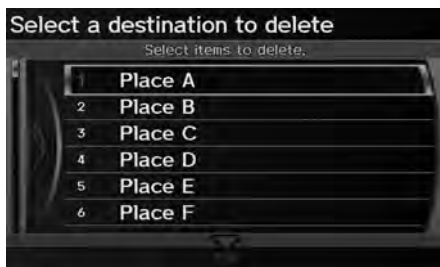 Select a destination to delete
Select items to delete.
1 Place A
2 Place B
3 Place C
4 Place D
5 Place E
6 Place F